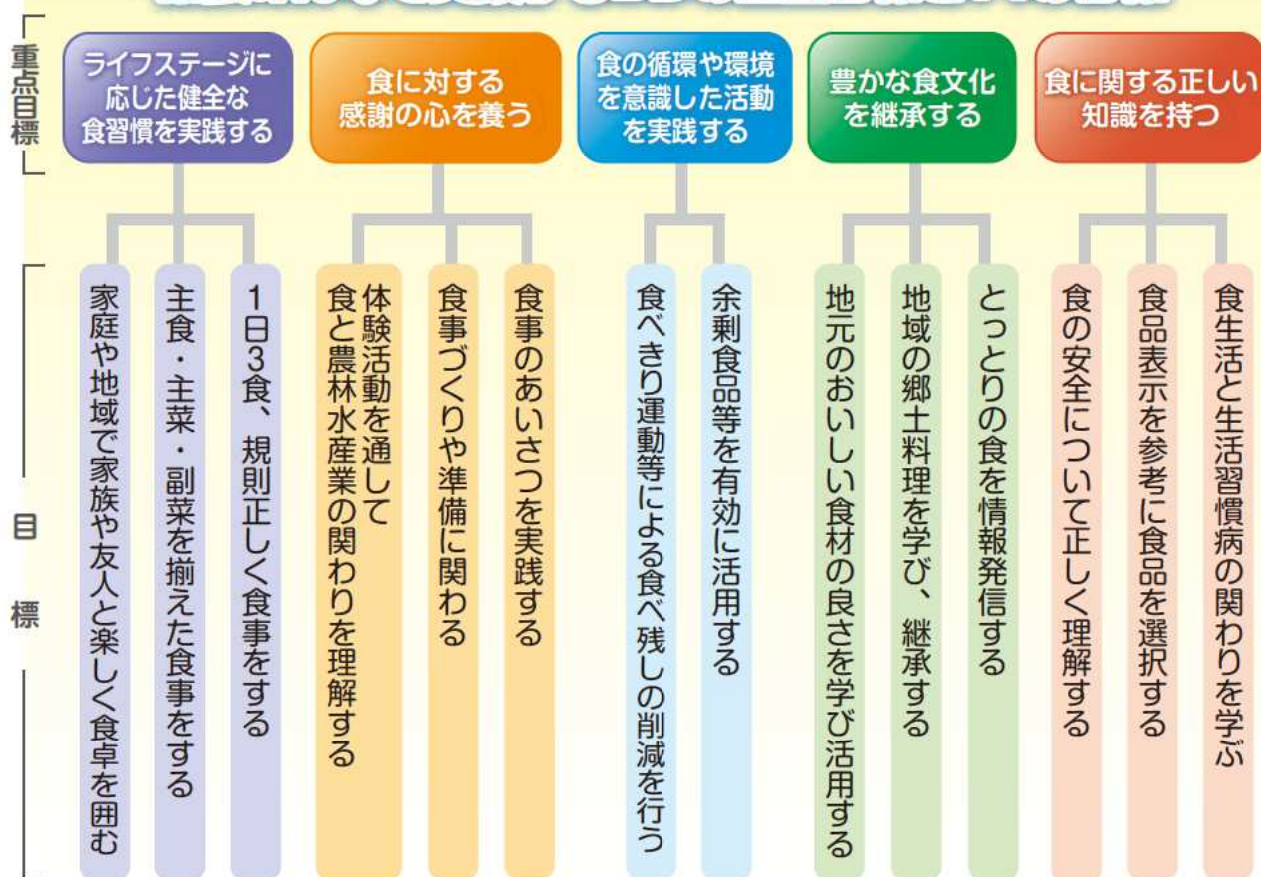 重点目標
ライフステージに
応じた健全な
食習慣を実践する
食に対する
感謝の心を養う
食の循環や環境
を意識した活動
を実践する
豊かな食文化
を継承する
食に関する正しい
知識を持つ
目標
1日3食、規則正しく食事をする
主食・主菜・副菜を揃えた食事をする
家庭や地域で家族や友人と楽しく食卓を囲む
食事のあいさつを実践する
食事づくりや準備に関わる
体験活動を通して
食と農林水産業の関わりを理解する
余剰食品等を有効に活用する
食べきり運動等による食べ残しの削減を行う
とっとりの食を情報発信する
地域の郷土料理を学び、継承する
地元のおいしい食材の良さを学び活用する
食生活と生活習慣病の関わりを学ぶ
食品表示を参考に食品を選択する
食の安全について正しく理解する